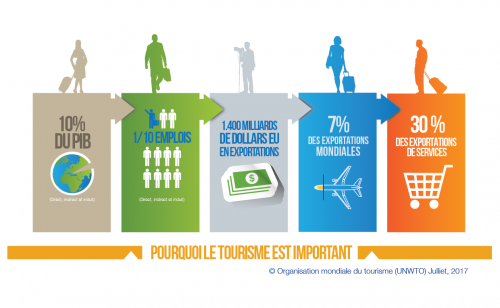 10%
DU PIB
(Direct, indirect et induit)
1/ 10 EMPLOIS
(Direct, indirect et induit)
1.400 MILLIARDS
DE DOLLARS EU
EN EXPORTATIONS
$
7%
DES EXPORTATIONS
MONDIALES
30 %
DES EXPORTATIONS
DE SERVICES
POURQUOI LE TOURISME EST IMPORTANT
© Organisation mondiale du tourisme (UNWTO) Julliet, 2017